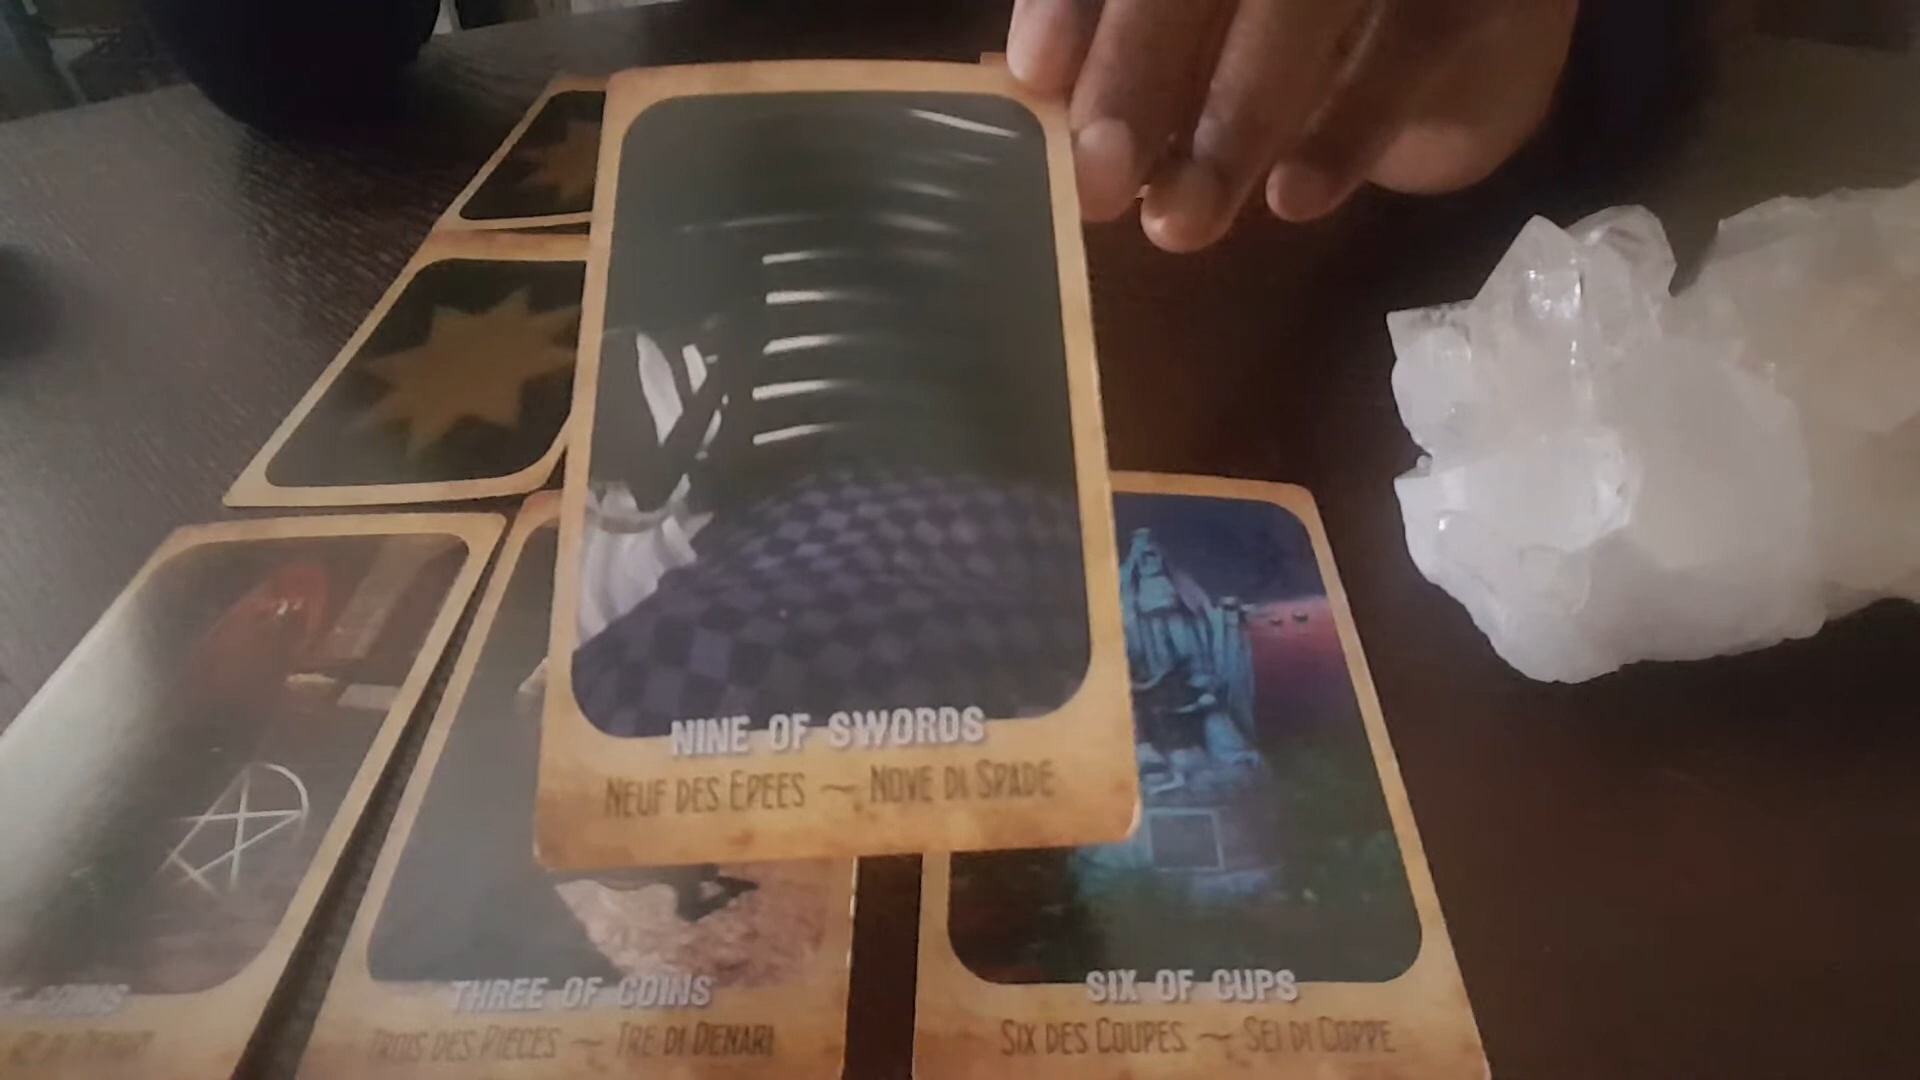 NINE OF SWORDS
NEUF DES EPEES ~ NOVE DI SPADE
COINS
THREE OF COINS
TROIS DES PIECES ~ TRE DI DENARI
SIX OF CUPS
SIX DES COUPES ~ SEI DI COPPE